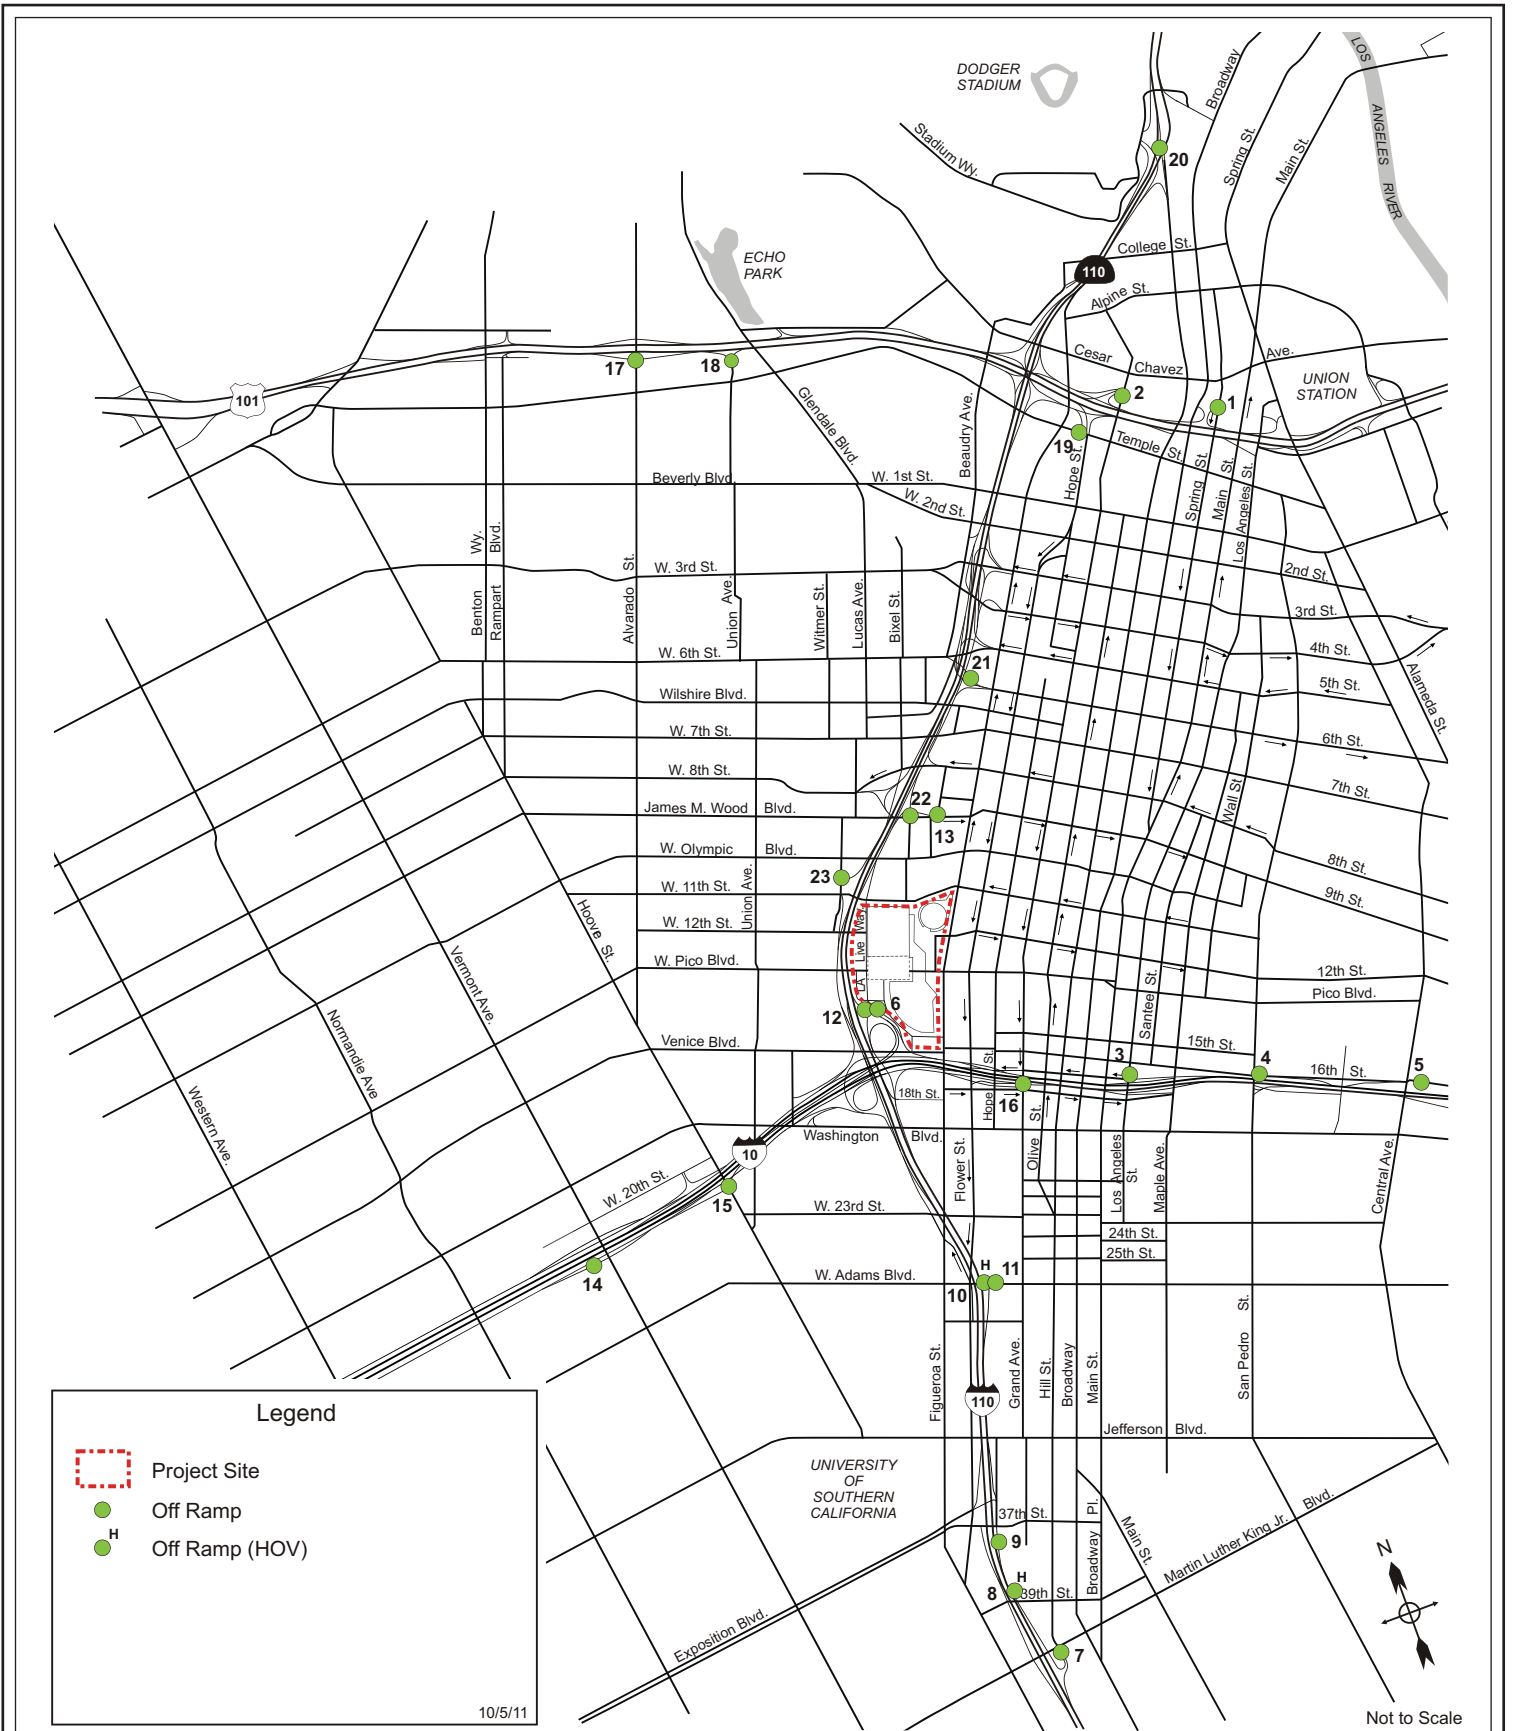 DODGER
STADIUM
LOS
ANGELES
RIVER
Broadway
Spring St.
Main St.
Stadium Wy.
20
ECHO
PARK
College St.
110
Alpine St.
Cesar Chavez Ave.
UNION
STATION
17
18
101
2
1
19
Glendale Blvd.
Beaudry Ave.
Temple St.
Hope St.
Spring St.
Main St.
Los Angeles St.
Beverly Blvd.
W. 1st St.
W. 2nd St.
Benton Wy.
Rampart Blvd.
Alvarado St.
Union Ave.
Witmer St.
Lucas Ave.
Bixel St.
W. 3rd St.
2nd St.
3rd St.
W. 6th St.
4th St.
21
5th St.
Alameda St.
Wilshire Blvd.
W. 7th St.
6th St.
W. 8th St.
7th St.
Wall St
James M. Wood Blvd.
22
13
W. Olympic Blvd.
8th St.
23
W. 11th St.
9th St.
Union Ave.
W. 12th St.
Hoove St.
LA Live Way
Vermont Ave.
W. Pico Blvd.
12th St.
Pico Blvd.
Santee St.
12
6
Normandie Ave
Venice Blvd.
15th St.
Hope St.
3
4
5
16th St.
18th St.
16
Western Ave.
Washington Blvd.
Olive St.
10
Flower St.
Los Angeles
St.
Maple Ave.
Central Ave.
W. 20th St.
15
W. 23rd St.
24th St.
25th St.
14
W. Adams Blvd.
H
11
10
San Pedro St.
Figueroa St.
Grand Ave.
Hill St.
Broadway
Main St.
110
Jefferson Blvd.
UNIVERSITY
OF
SOUTHERN
CALIFORNIA
37th St.
Broadway Pl.
Main St.
Martin Luther King Jr. Blvd.
9
H
8
39th St.
Exposition Blvd.
7
N
Legend
Project Site
Off Ramp
H
Off Ramp (HOV)
10/5/11
Not to Scale